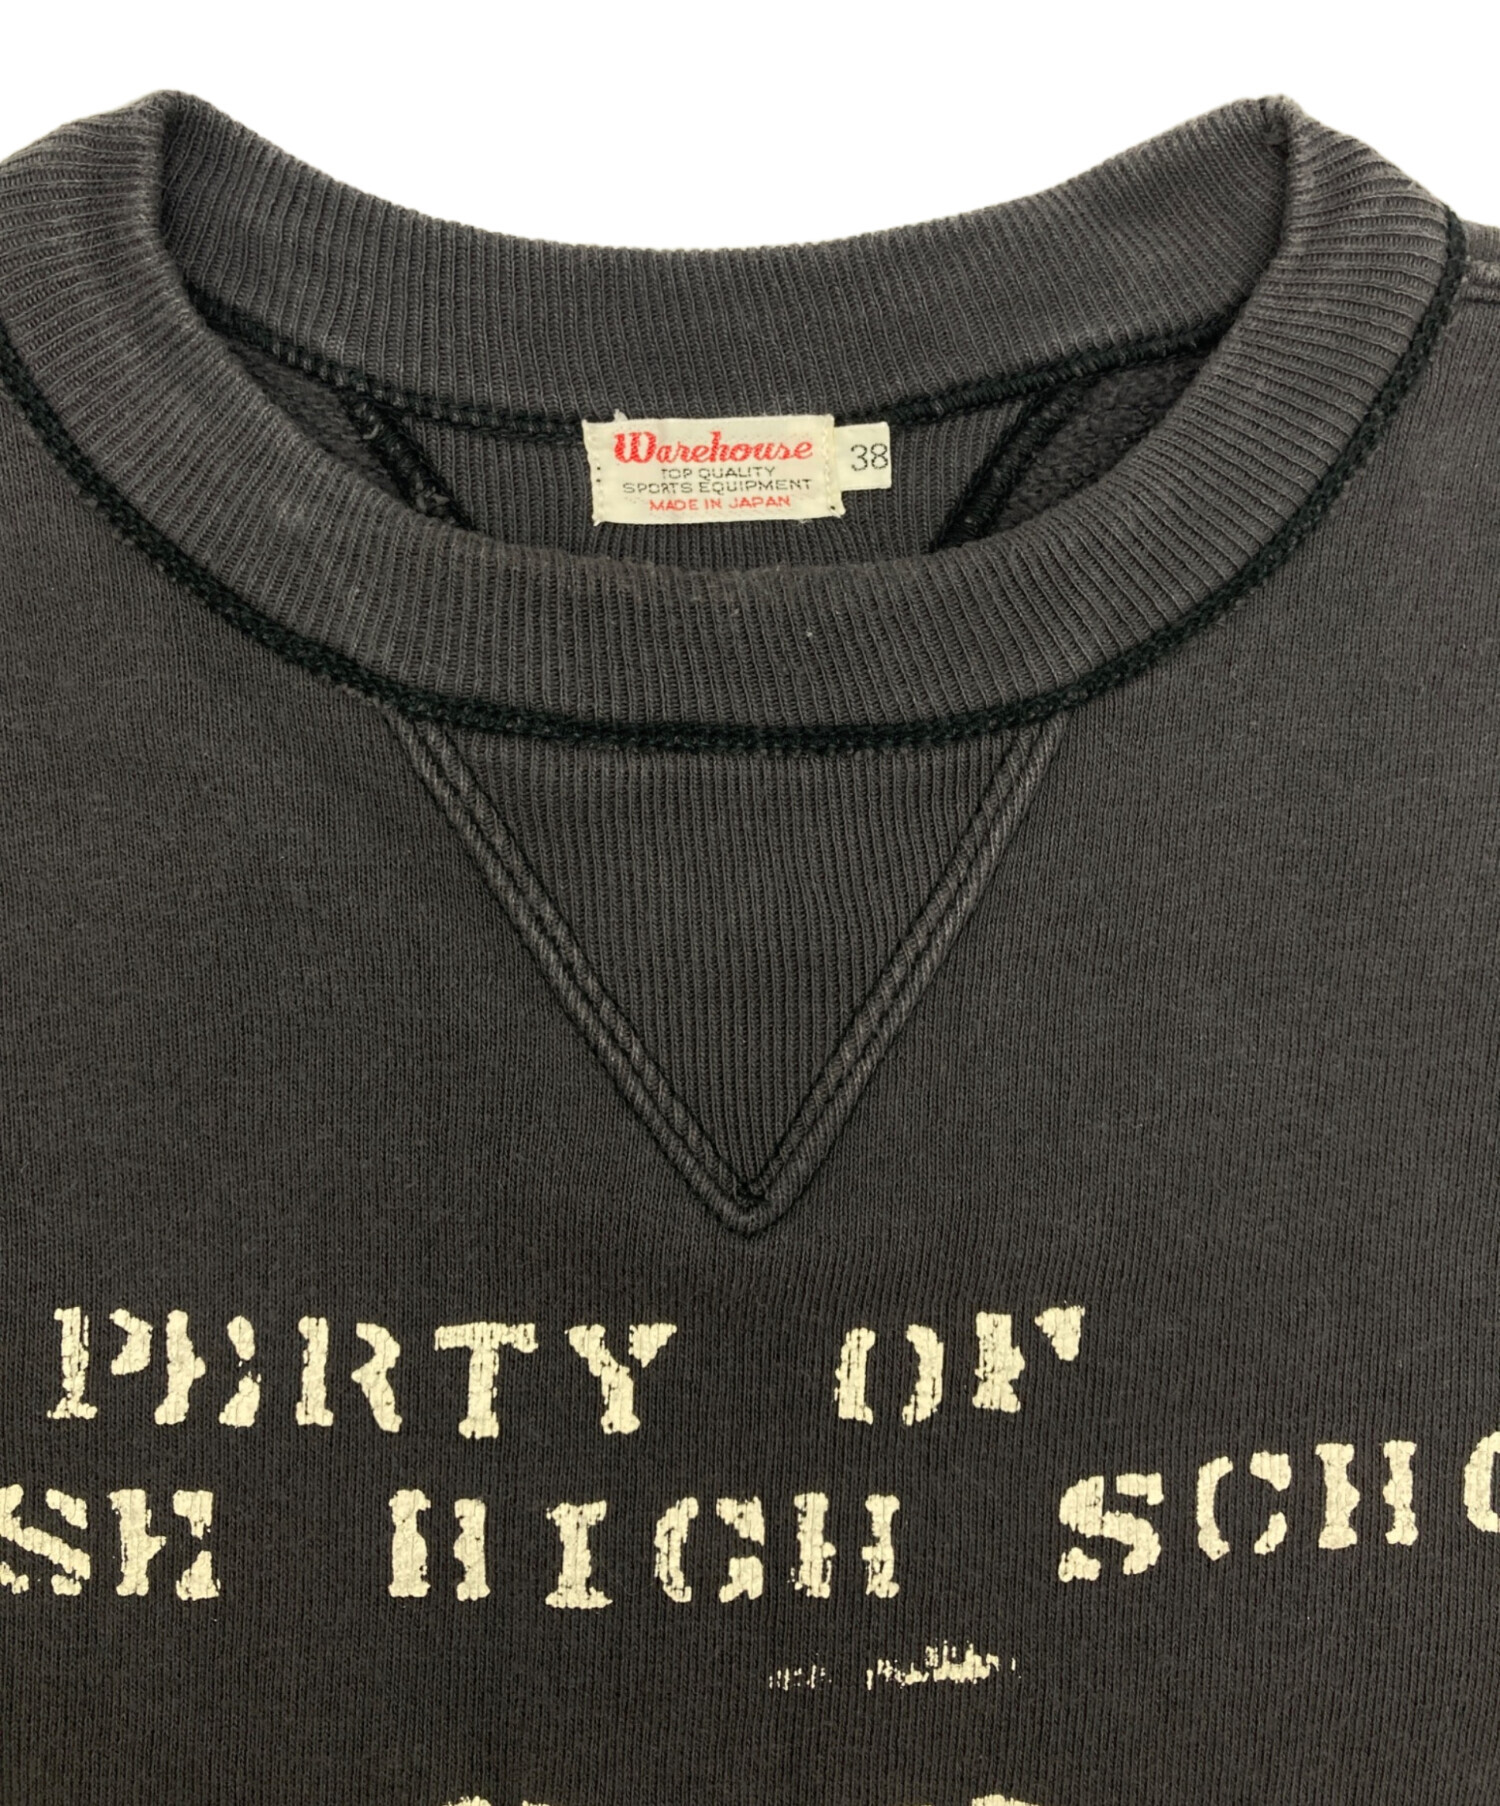 Warehouse
TOP QUALITY
SPORTS EQUIPMENT
MADE IN JAPAN
38
PERTY OF
SE HIGH SCHO